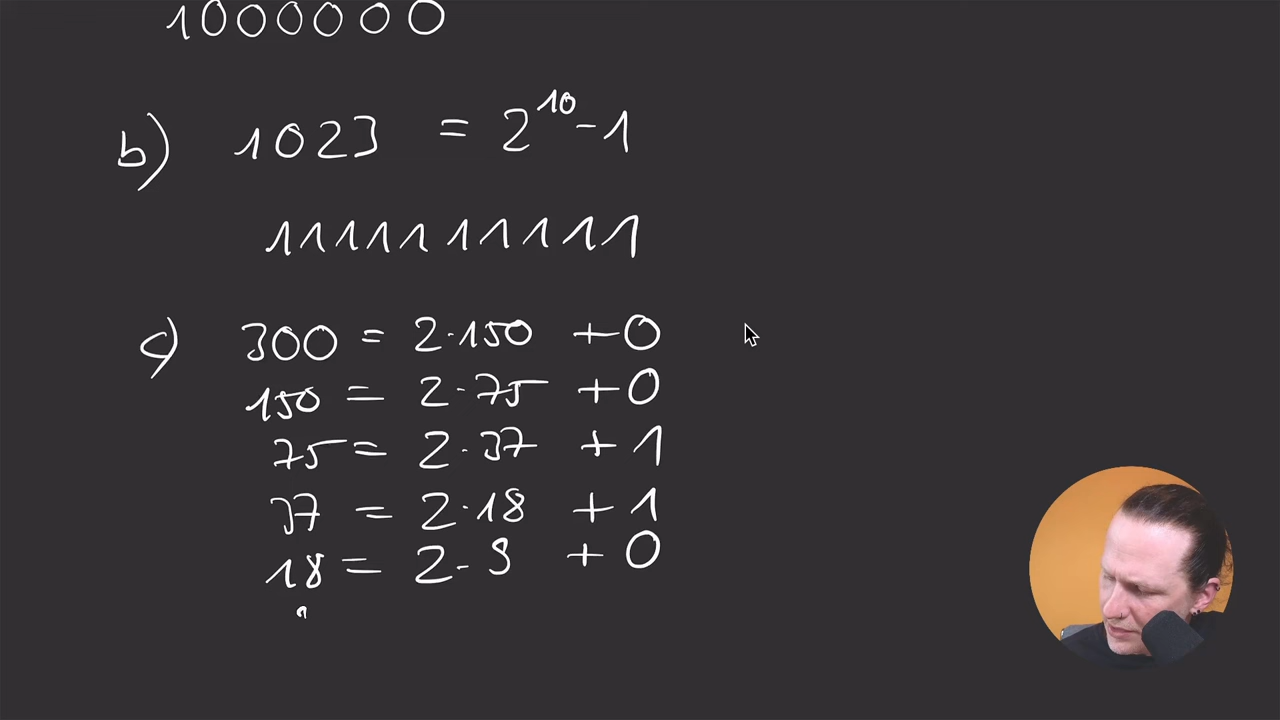 1000000
b) 1023 = 2^10 - 1
1111111111
c) 300 = 2·150 + 0
150 = 2·75 + 0
75 = 2·37 + 1
37 = 2·18 + 1
18 = 2·9 + 0